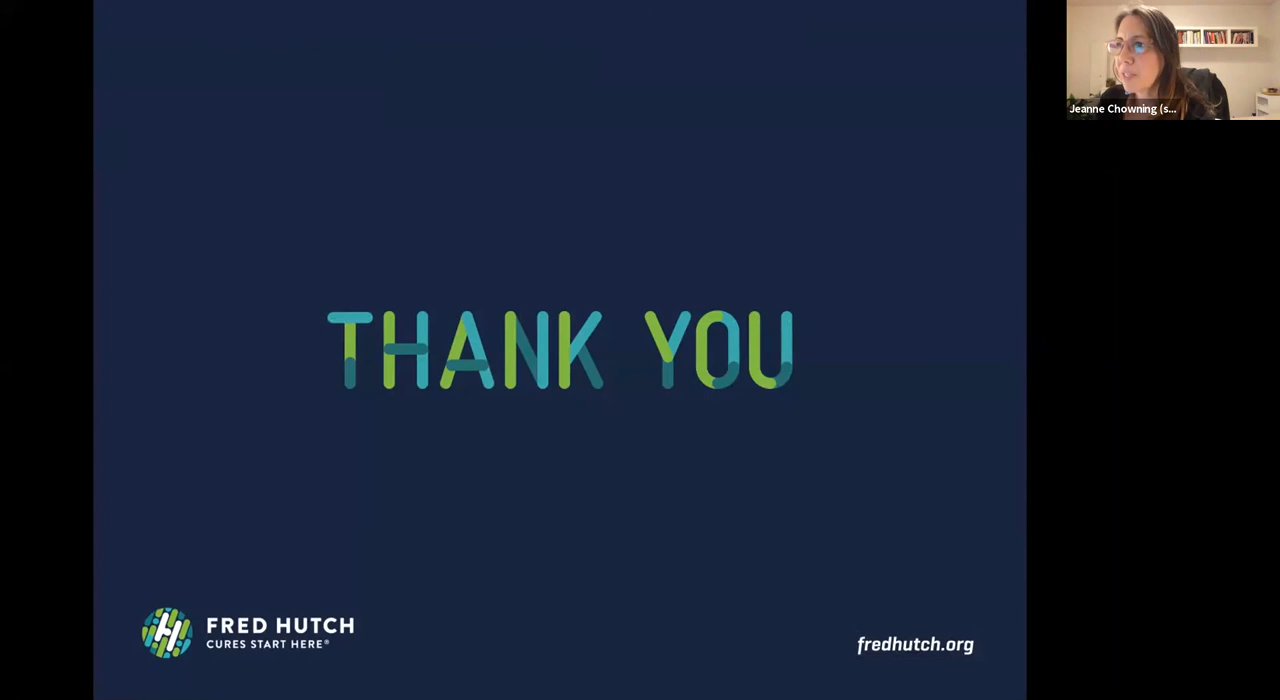 Jeanne Chowning (s...
THANK YOU
FRED HUTCH
CURES START HERE®
fredhutch.org